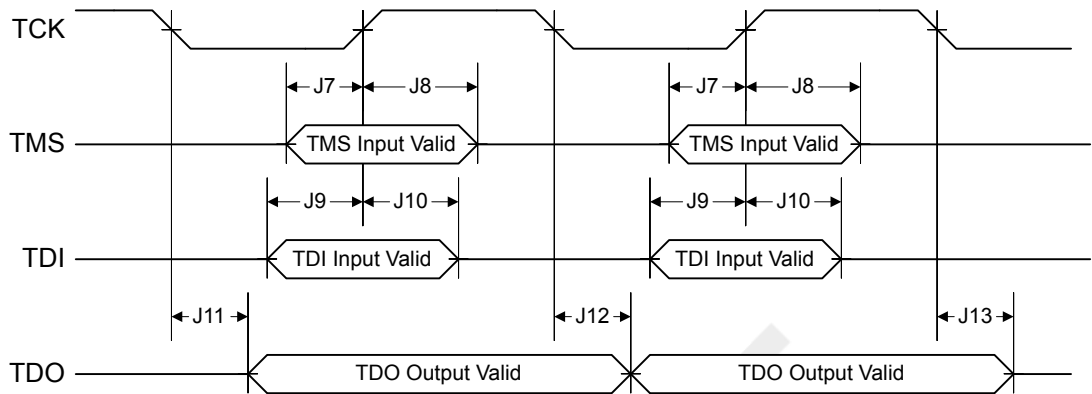 TCK
J7 J8 J7 J8
TMS TMS Input Valid TMS Input Valid
J9 J10 J9 J10
TDI TDI Input Valid TDI Input Valid
J11 J12 J13
TDO TDO Output Valid TDO Output Valid